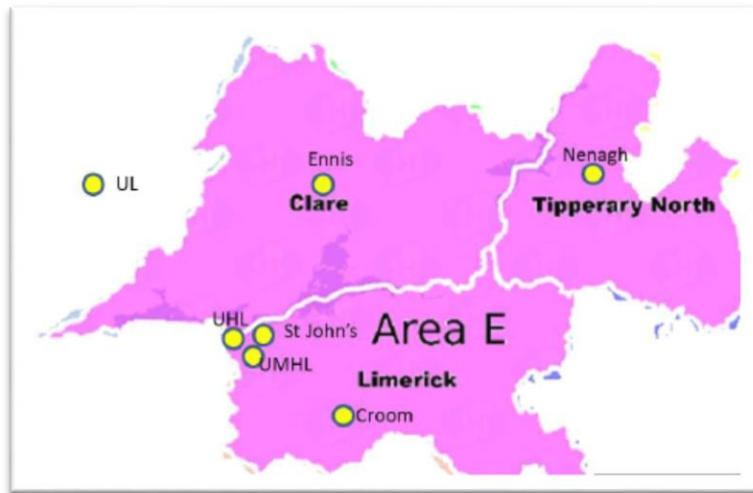 Ennis
Nenagh
UL
Clare
Tipperary North
UHL
St John's
Area E
UMHL
Limerick
Croom